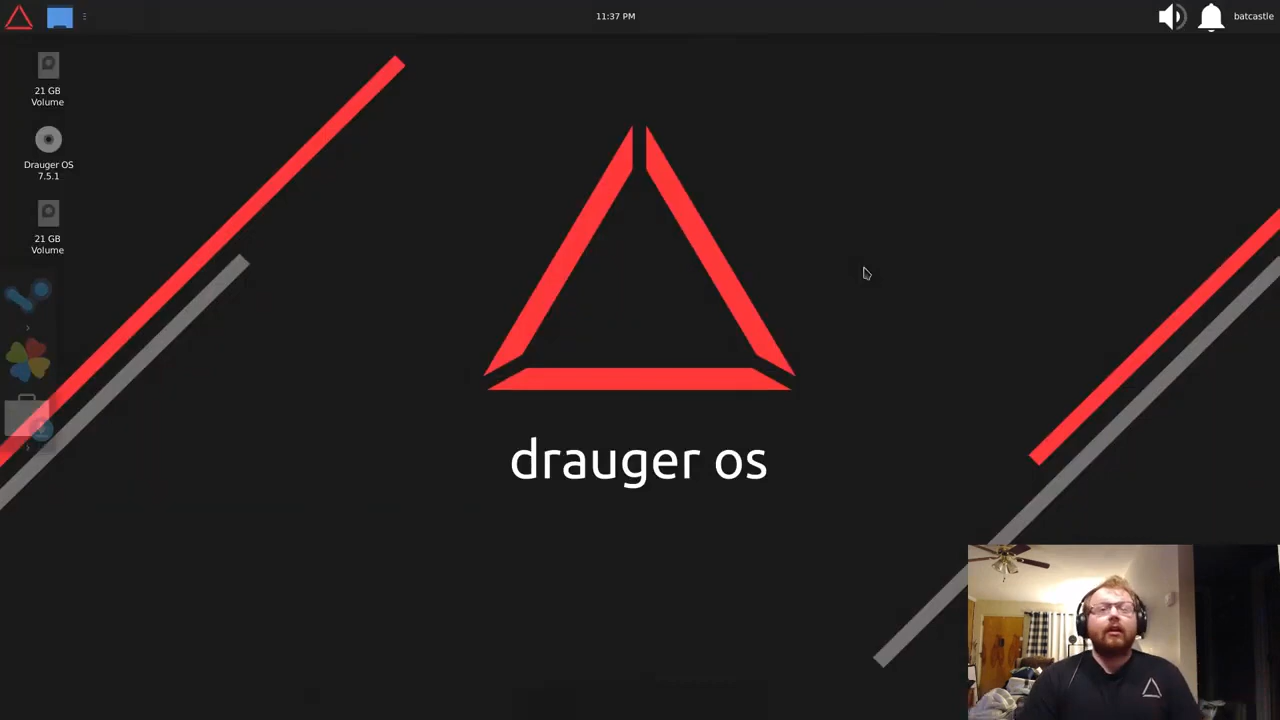 11:37 PM
batcastle
21 GB
Volume
Drauger OS
7.5.1
21 GB
Volume
drauger os